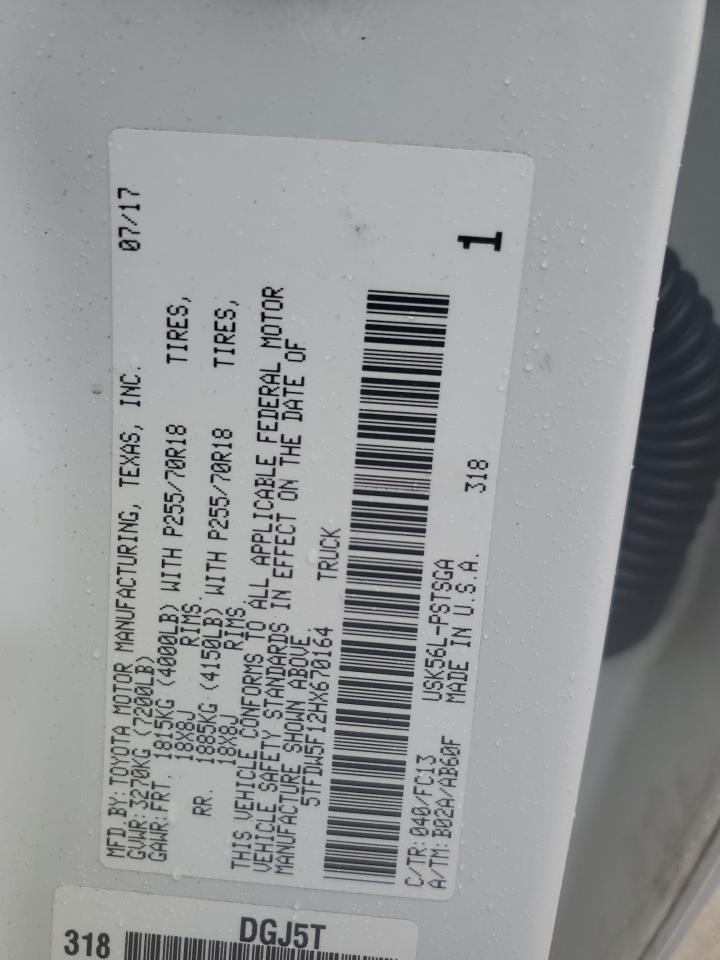 MFD.BY:TOYOTA MOTOR MANUFACTURING, TEXAS, INC. 07/17
GVWR:3270KG (7200LB)
GAWR:FRT. 1815KG (4000LB) WITH P255/70R18 TIRES,
18X8J RIMS
RR. 1885KG (4150LB) WITH P255/70R18 TIRES,
18X8J RIMS
THIS VEHICLE CONFORMS TO ALL APPLICABLE FEDERAL MOTOR
VEHICLE SAFETY STANDARDS IN EFFECT ON THE DATE OF
MANUFACTURE SHOWN ABOVE
5TFDW5F12HX670164 TRUCK
C/TR:040/FC13 USK56L-PSTSGA
A/TM:B02A/AB60F MADE IN U.S.A. 318 1
318 DGJ5T